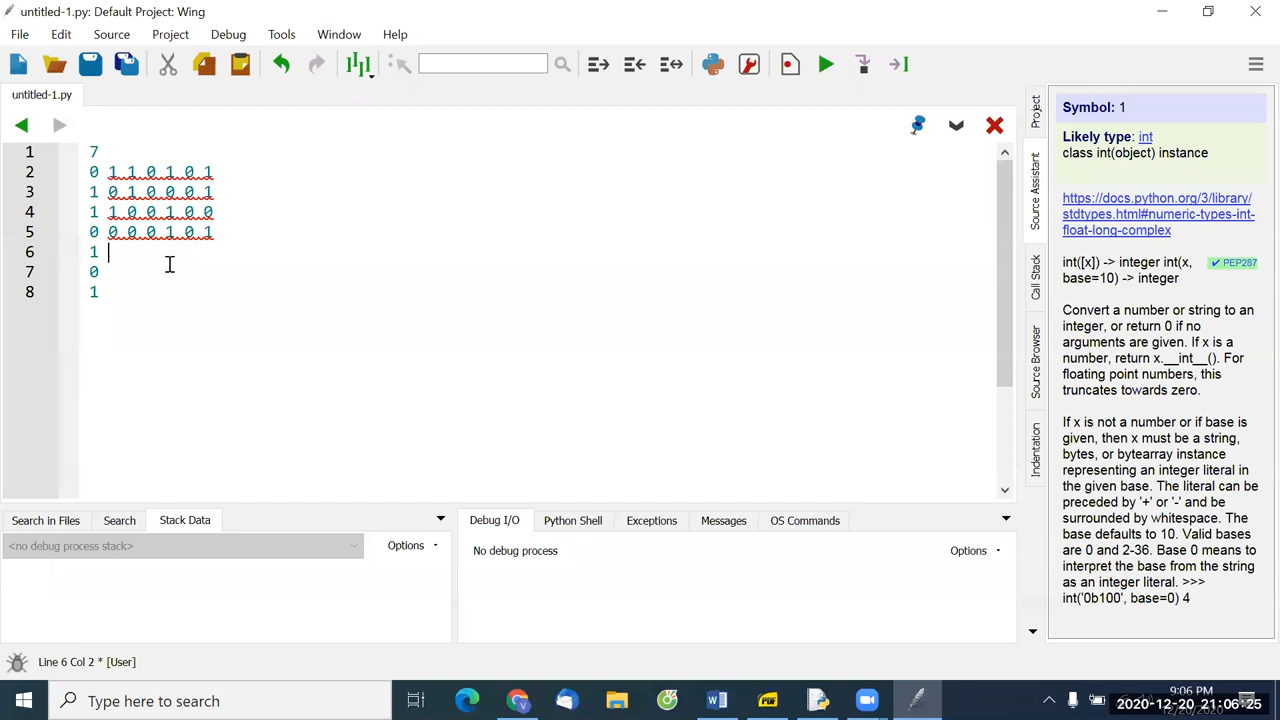 untitled-1.py: Default Project: Wing
File Edit Source Project Debug Tools Window Help
untitled-1.py
1 7
2 0 1 1 0 1 0 1
3 1 0 1 0 0 0 1
4 1 1 0 0 1 0 0
5 0 0 0 0 1 0 1
6 1
7 0
8 1
Project
Source Assistant
Call Stack
Source Browser
Indentation
Symbol: 1
Likely type: int
class int(object) instance
https://docs.python.org/3/library/
stdtypes.html#numeric-types-int-
float-long-complex
int([x]) -> integer int(x, ✔ PEP287
base=10) -> integer
Convert a number or string to an
integer, or return 0 if no
arguments are given. If x is a
number, return x.__int__(). For
floating point numbers, this
truncates towards zero.
If x is not a number or if base is
given, then x must be a string,
bytes, or bytearray instance
representing an integer literal in
the given base. The literal can be
preceded by '+' or '-' and be
surrounded by whitespace. The
base defaults to 10. Valid bases
are 0 and 2-36. Base 0 means to
interpret the base from the string
as an integer literal. >>>
int('0b100', base=0) 4
Search in Files Search Stack Data
<no debug process stack> Options
Debug I/O Python Shell Exceptions Messages OS Commands
No debug process Options
Line 6 Col 2 * [User]
Type here to search
PDF
9:06 PM
2020-12-20 21:06:25